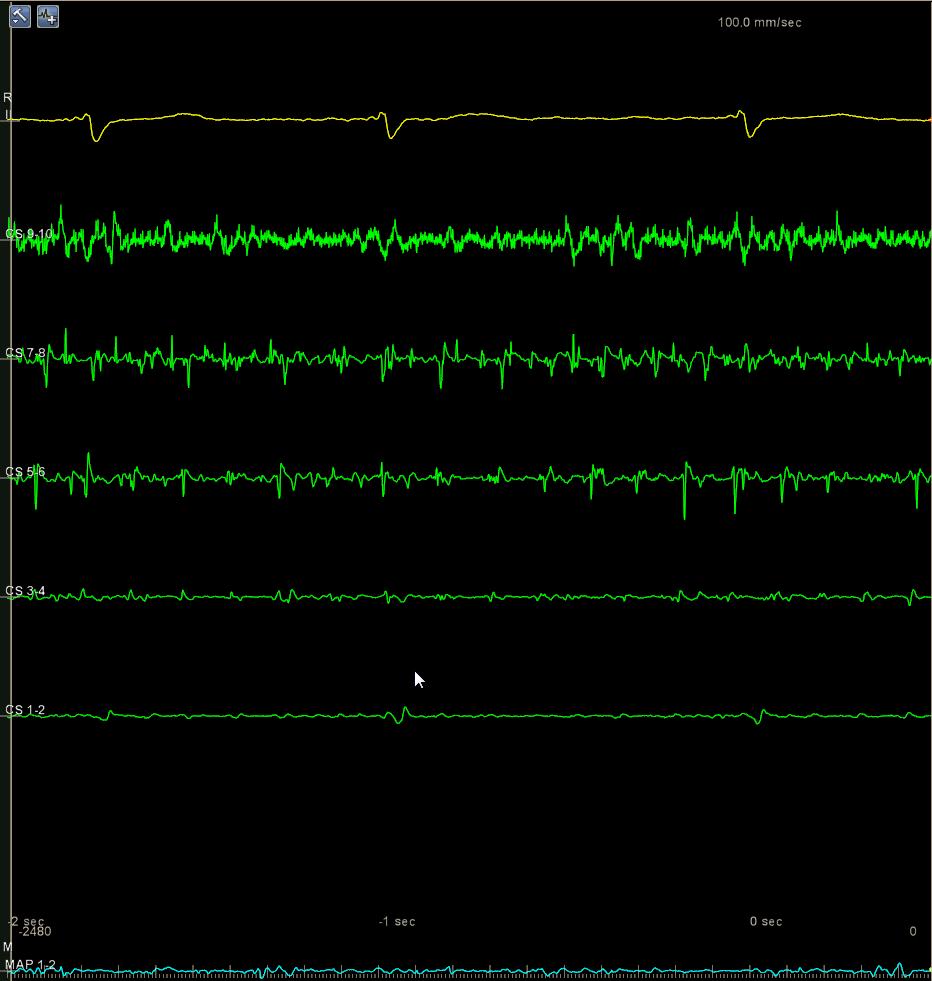 100.0 mm/sec
R
CS 9-10
CS 7-8
CS 5-6
CS 3-4
CS 1-2
-2 sec
-1 sec
0 sec
-2480
0
M
MAP 1-2